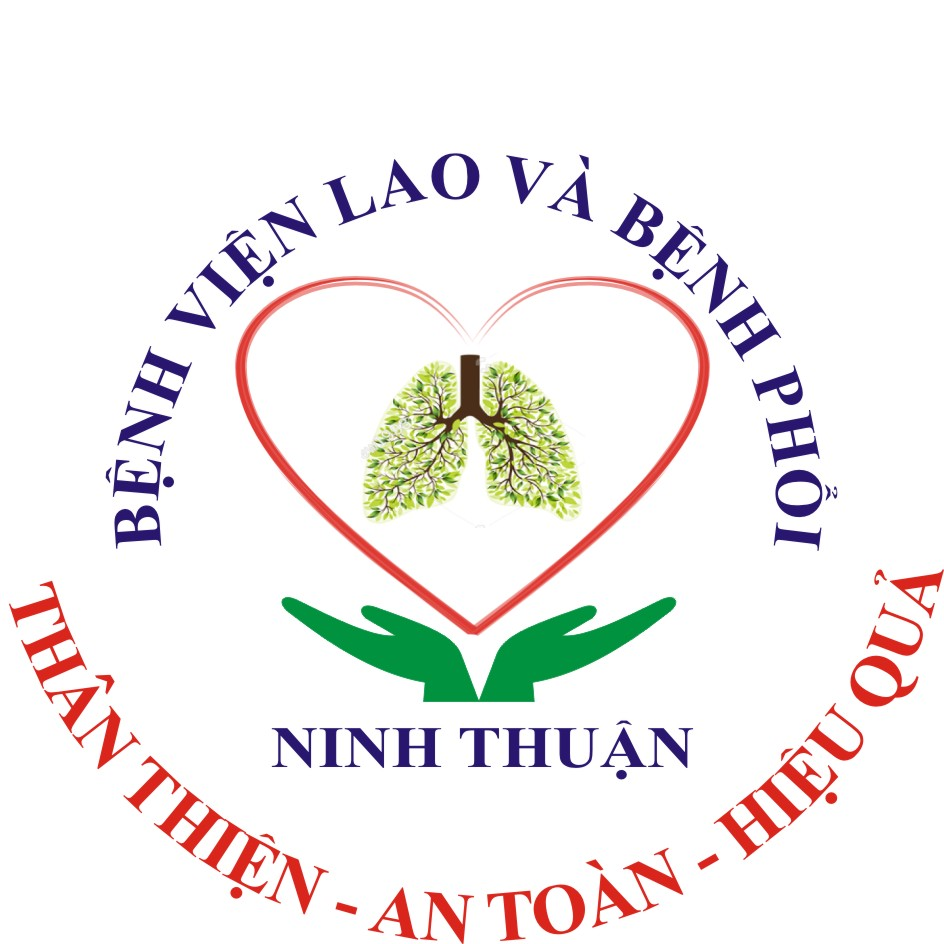 BỆNH VIỆN LAO VÀ BỆNH PHỔI
NINH THUẬN
THÂN THIỆN - AN TOÀN - HIỆU QUẢ